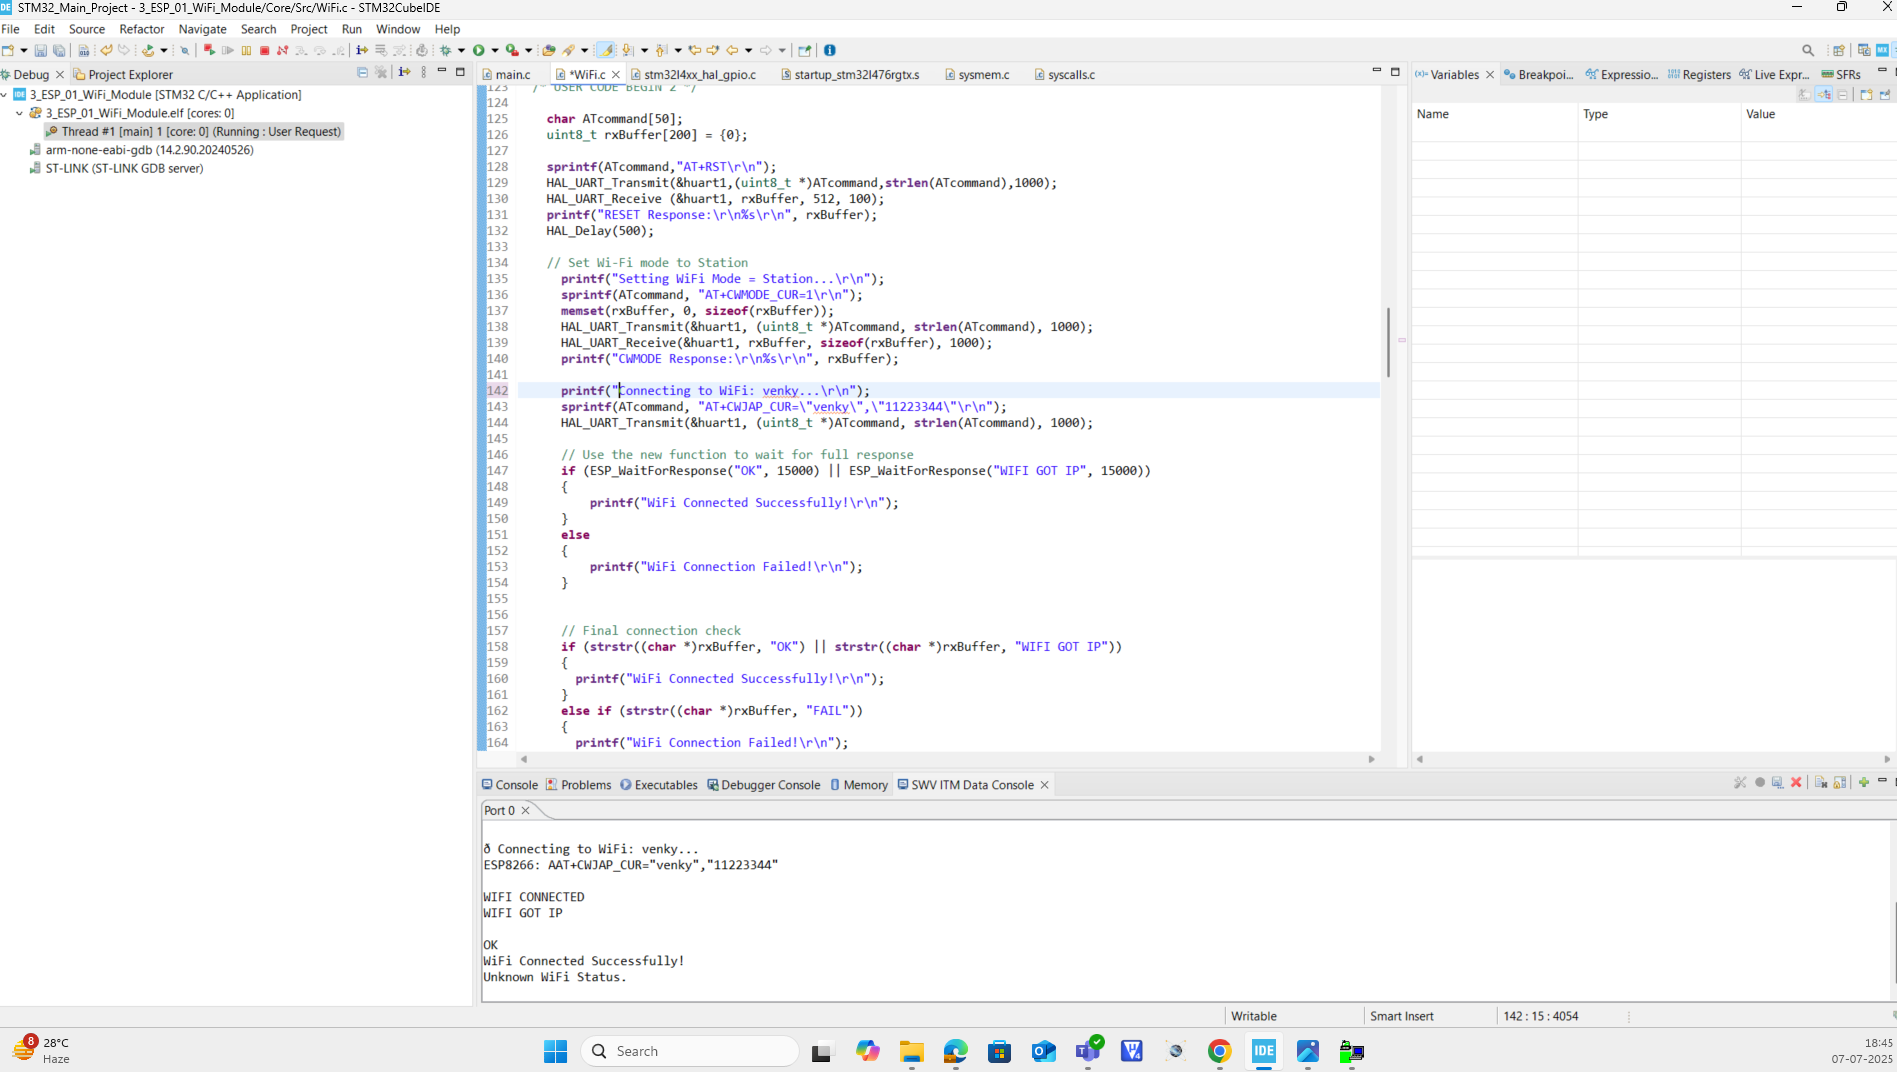 STM32_Main_Project - 3_ESP_01_WiFi_Module/Core/Src/WiFi.c - STM32CubeIDE
File Edit Source Refactor Navigate Search Project Run Window Help
Debug Project Explorer
3_ESP_01_WiFi_Module [STM32 C/C++ Application]
3_ESP_01_WiFi_Module.elf [cores: 0]
Thread #1 [main] 1 [core: 0] (Running : User Request)
arm-none-eabi-gdb (14.2.90.20240526)
ST-LINK (ST-LINK GDB server)
main.c *WiFi.c stm32l4xx_hal_gpio.c startup_stm32l476rgtx.s sysmem.c syscalls.c
123 /* USER CODE BEGIN 2 */
124
125 char ATcommand[50];
126 uint8_t rxBuffer[200] = {0};
127
128 sprintf(ATcommand,"AT+RST\r\n");
129 HAL_UART_Transmit(&huart1,(uint8_t *)ATcommand,strlen(ATcommand),1000);
130 HAL_UART_Receive (&huart1, rxBuffer, 512, 100);
131 printf("RESET Response:\r\n%s\r\n", rxBuffer);
132 HAL_Delay(500);
133
134 // Set Wi-Fi mode to Station
135 printf("Setting WiFi Mode = Station...\r\n");
136 sprintf(ATcommand, "AT+CWMODE_CUR=1\r\n");
137 memset(rxBuffer, 0, sizeof(rxBuffer));
138 HAL_UART_Transmit(&huart1, (uint8_t *)ATcommand, strlen(ATcommand), 1000);
139 HAL_UART_Receive(&huart1, rxBuffer, sizeof(rxBuffer), 1000);
140 printf("CWMODE Response:\r\n%s\r\n", rxBuffer);
141
142 printf("Connecting to WiFi: venky...\r\n");
143 sprintf(ATcommand, "AT+CWJAP_CUR=\"venky\",\"11223344\"\r\n");
144 HAL_UART_Transmit(&huart1, (uint8_t *)ATcommand, strlen(ATcommand), 1000);
145
146 // Use the new function to wait for full response
147 if (ESP_WaitForResponse("OK", 15000) || ESP_WaitForResponse("WIFI GOT IP", 15000))
148 {
149 printf("WiFi Connected Successfully!\r\n");
150 }
151 else
152 {
153 printf("WiFi Connection Failed!\r\n");
154 }
155
156
157 // Final connection check
158 if (strstr((char *)rxBuffer, "OK") || strstr((char *)rxBuffer, "WIFI GOT IP"))
159 {
160 printf("WiFi Connected Successfully!\r\n");
161 }
162 else if (strstr((char *)rxBuffer, "FAIL"))
163 {
164 printf("WiFi Connection Failed!\r\n");
Variables Breakpoi... Expressio... Registers Live Expr... SFRs
Name Type Value
Console Problems Executables Debugger Console Memory SWV ITM Data Console
Port 0
ð Connecting to WiFi: venky...
ESP8266: AAT+CWJAP_CUR="venky","11223344"
WIFI CONNECTED
WIFI GOT IP
OK
WiFi Connected Successfully!
Unknown WiFi Status.
Writable Smart Insert 142 : 15 : 4054
8 28°C
Haze
Search
IDE
18:45
07-07-2025